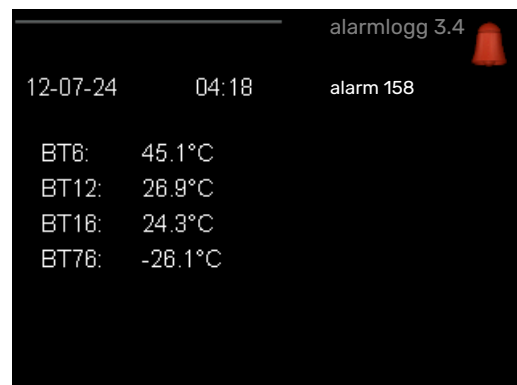 alarmlogg 3.4
12-07-24 04:18 alarm 158
BT6: 45.1°C
BT12: 26.9°C
BT16: 24.3°C
BT76: -26.1°C